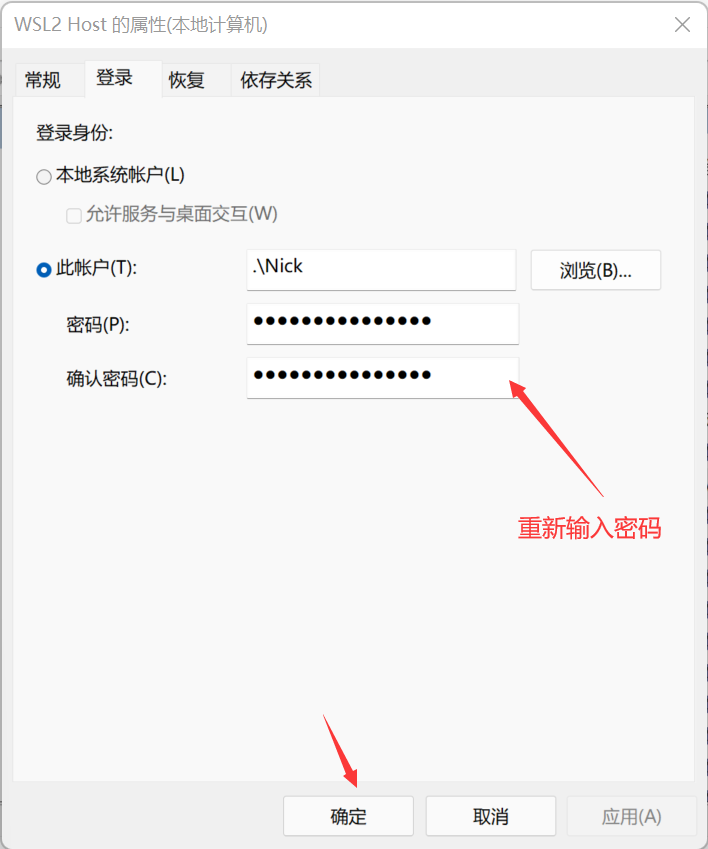 WSL2 Host 的属性(本地计算机)
常规 登录 恢复 依存关系
登录身份:
本地系统帐户(L)
允许服务与桌面交互(W)
此帐户(T): .\Nick 浏览(B)...
密码(P): ●●●●●●●●●●●●●●●
确认密码(C): ●●●●●●●●●●●●●●●
重新输入密码
确定 取消 应用(A)